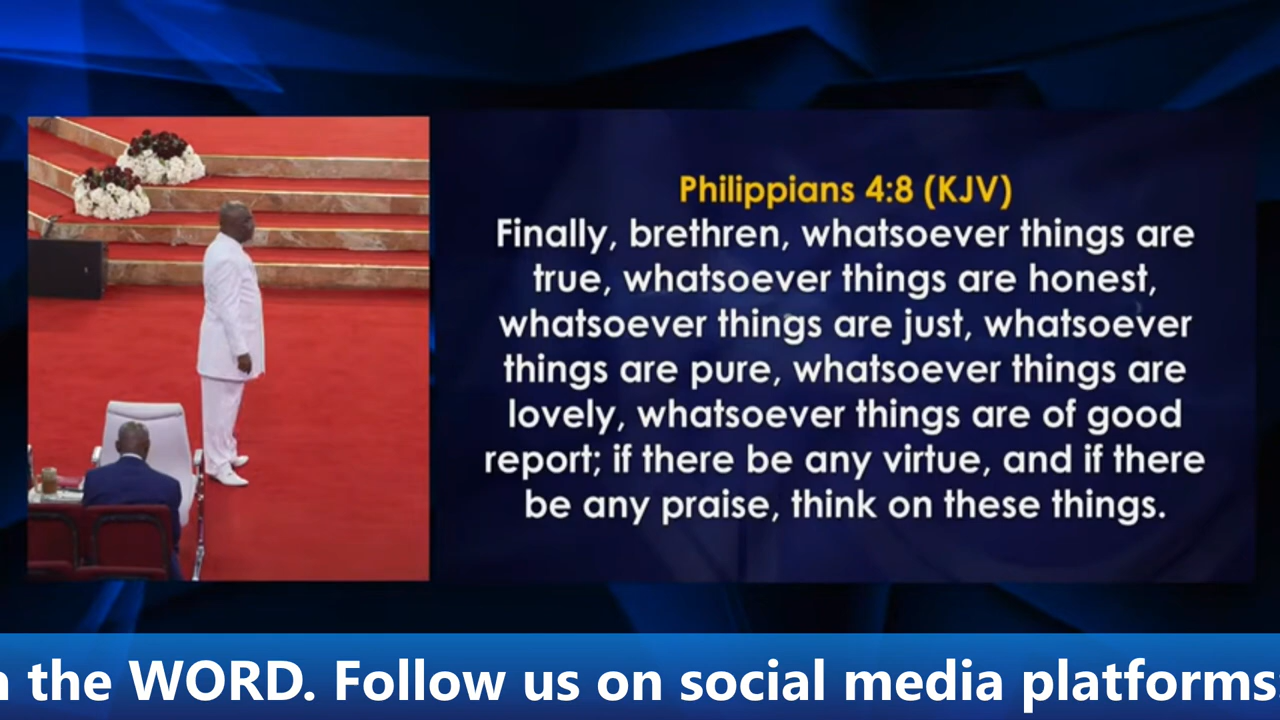 Philippians 4:8 (KJV)
Finally, brethren, whatsoever things are
true, whatsoever things are honest,
whatsoever things are just, whatsoever
things are pure, whatsoever things are
lovely, whatsoever things are of good
report; if there be any virtue, and if there
be any praise, think on these things.
the WORD. Follow us on social media platforms: